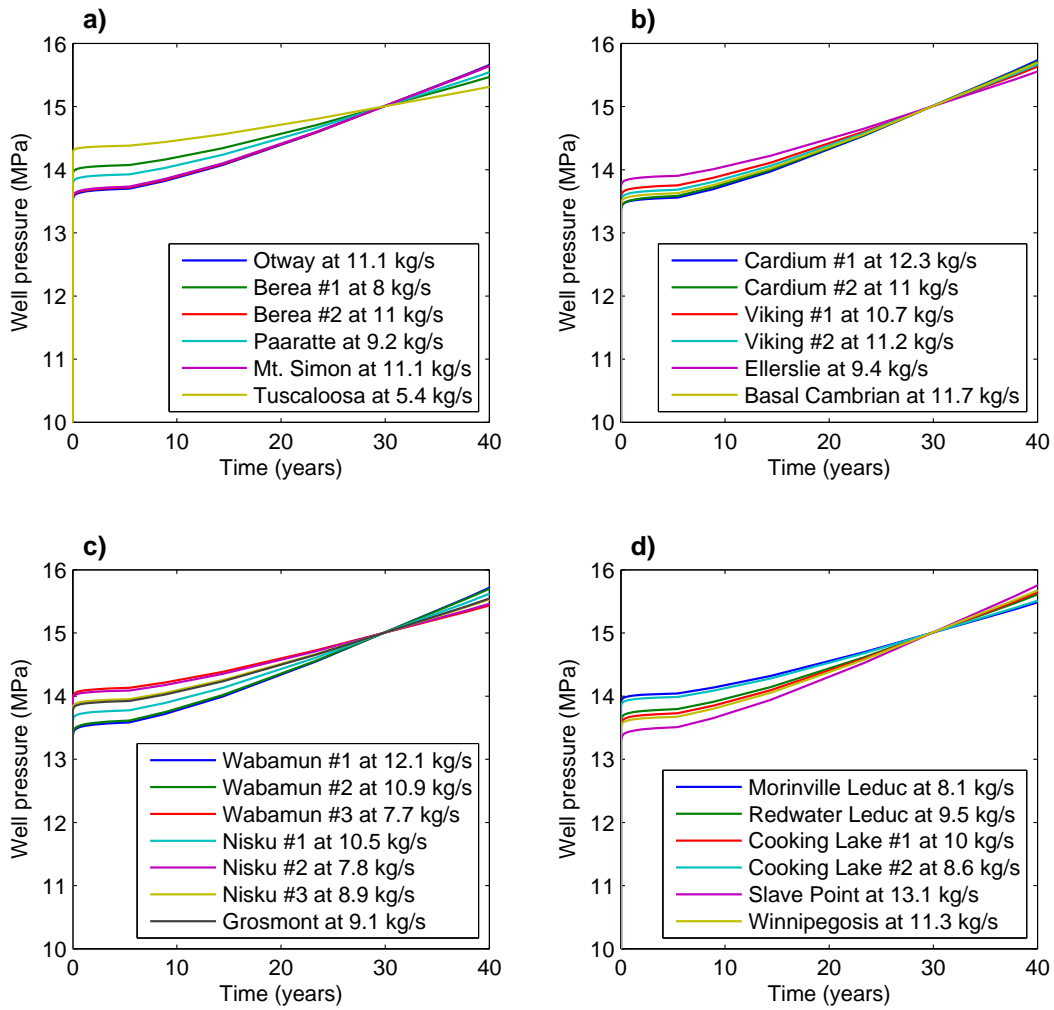 a)
16
15
14
13
12
11
10
Well pressure (MPa)
Otway at 11.1 kg/s
Berea #1 at 8 kg/s
Berea #2 at 11 kg/s
Paaratte at 9.2 kg/s
Mt. Simon at 11.1 kg/s
Tuscaloosa at 5.4 kg/s
0 10 20 30 40
Time (years)
b)
16
15
14
13
12
11
10
Well pressure (MPa)
Cardium #1 at 12.3 kg/s
Cardium #2 at 11 kg/s
Viking #1 at 10.7 kg/s
Viking #2 at 11.2 kg/s
Ellerslie at 9.4 kg/s
Basal Cambrian at 11.7 kg/s
0 10 20 30 40
Time (years)
c)
16
15
14
13
12
11
10
Well pressure (MPa)
Wabamun #1 at 12.1 kg/s
Wabamun #2 at 10.9 kg/s
Wabamun #3 at 7.7 kg/s
Nisku #1 at 10.5 kg/s
Nisku #2 at 7.8 kg/s
Nisku #3 at 8.9 kg/s
Grosmont at 9.1 kg/s
0 10 20 30 40
Time (years)
d)
16
15
14
13
12
11
10
Well pressure (MPa)
Morinville Leduc at 8.1 kg/s
Redwater Leduc at 9.5 kg/s
Cooking Lake #1 at 10 kg/s
Cooking Lake #2 at 8.6 kg/s
Slave Point at 13.1 kg/s
Winnipegosis at 11.3 kg/s
0 10 20 30 40
Time (years)